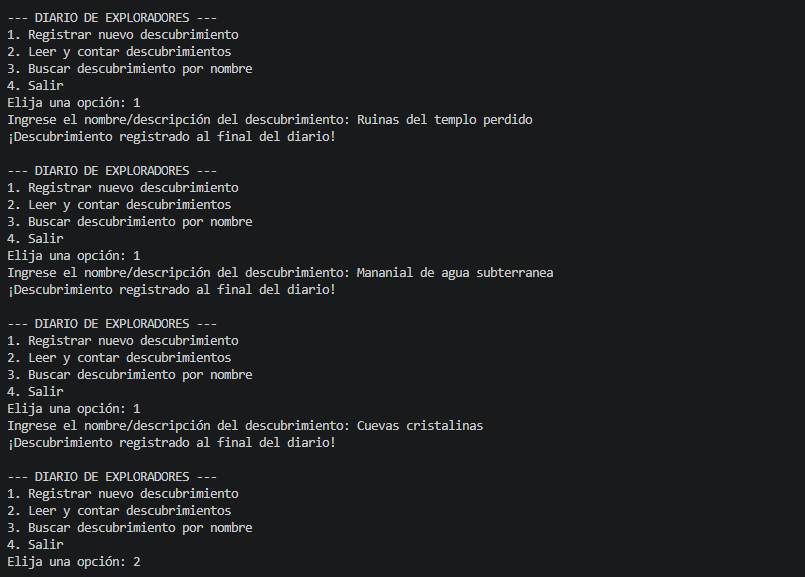 --- DIARIO DE EXPLORADORES ---
1. Registrar nuevo descubrimiento
2. Leer y contar descubrimientos
3. Buscar descubrimiento por nombre
4. Salir
Elija una opción: 1
Ingrese el nombre/descripción del descubrimiento: Ruinas del templo perdido
¡Descubrimiento registrado al final del diario!

--- DIARIO DE EXPLORADORES ---
1. Registrar nuevo descubrimiento
2. Leer y contar descubrimientos
3. Buscar descubrimiento por nombre
4. Salir
Elija una opción: 1
Ingrese el nombre/descripción del descubrimiento: Mananial de agua subterranea
¡Descubrimiento registrado al final del diario!

--- DIARIO DE EXPLORADORES ---
1. Registrar nuevo descubrimiento
2. Leer y contar descubrimientos
3. Buscar descubrimiento por nombre
4. Salir
Elija una opción: 1
Ingrese el nombre/descripción del descubrimiento: Cuevas cristalinas
¡Descubrimiento registrado al final del diario!

--- DIARIO DE EXPLORADORES ---
1. Registrar nuevo descubrimiento
2. Leer y contar descubrimientos
3. Buscar descubrimiento por nombre
4. Salir
Elija una opción: 2